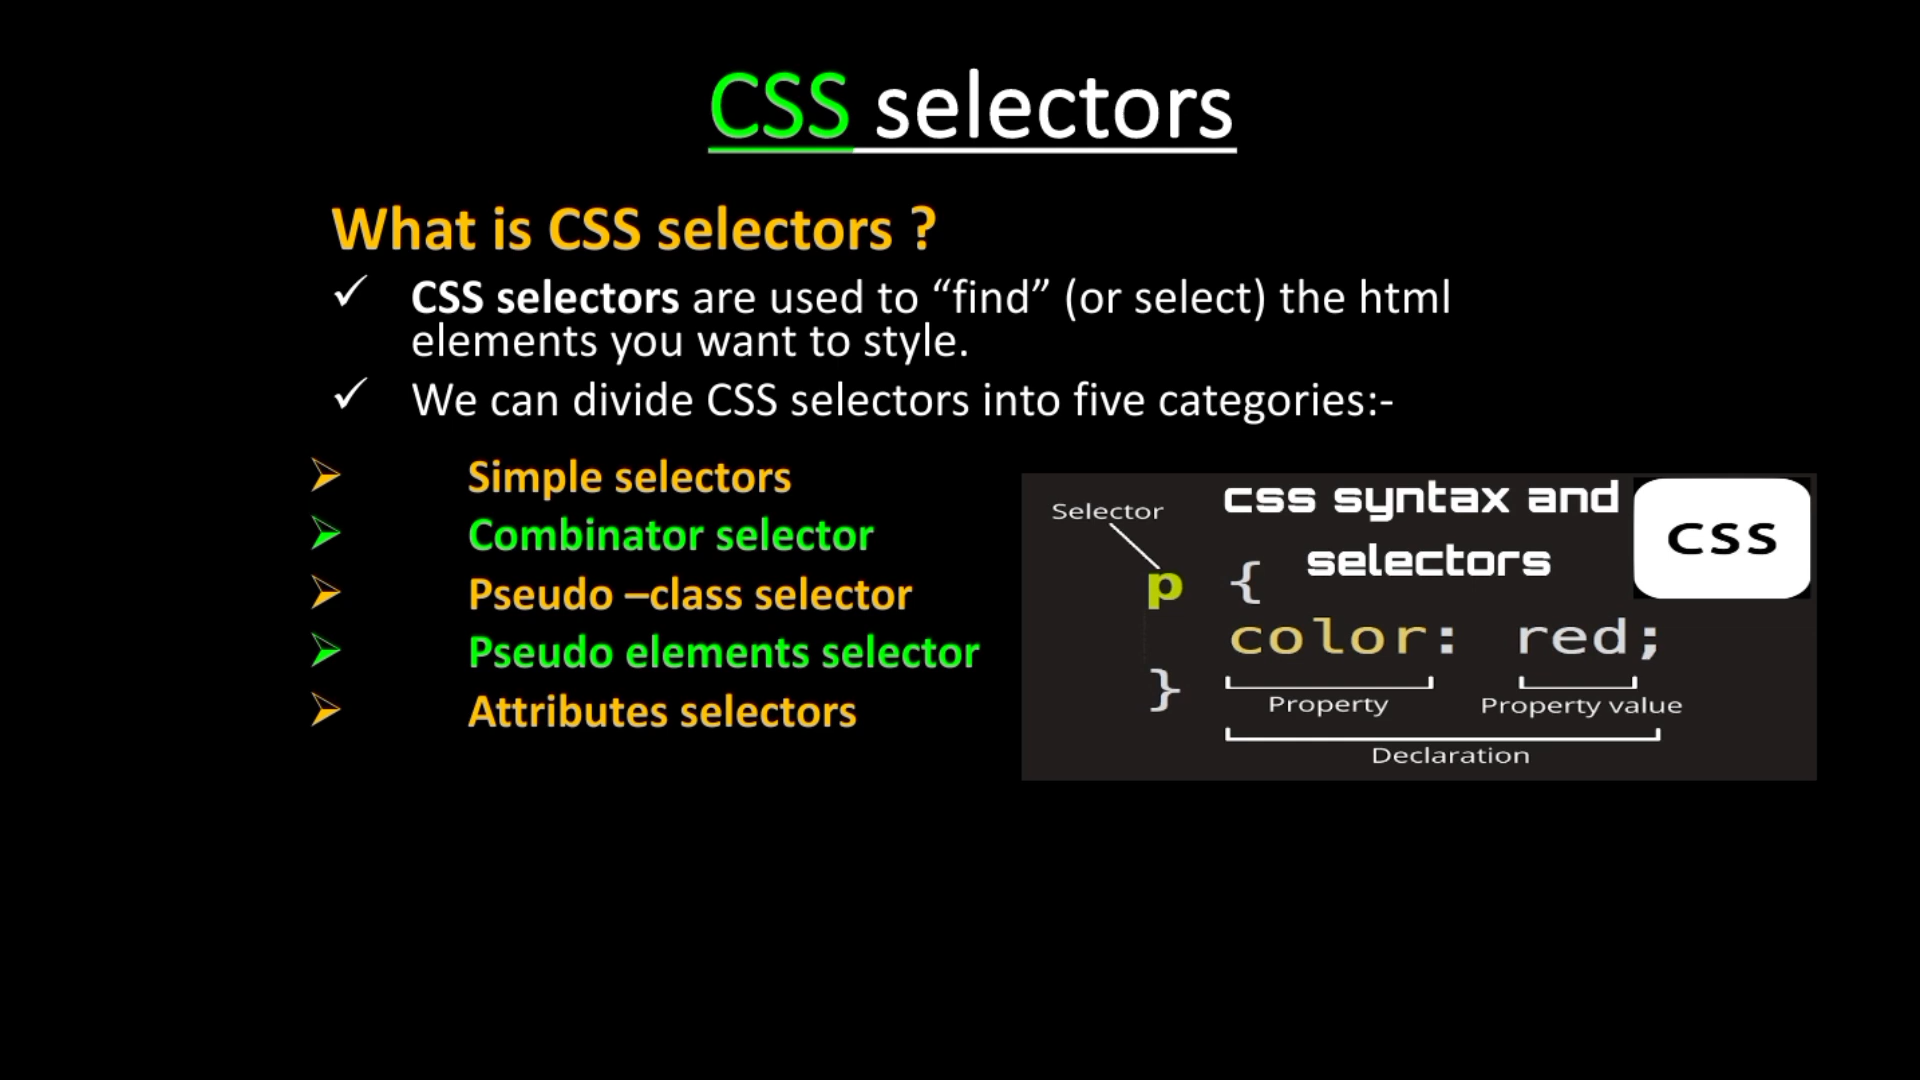 CSS selectors
What is CSS selectors ?
✓ CSS selectors are used to “find” (or select) the html
elements you want to style.
✓ We can divide CSS selectors into five categories:-
➢ Simple selectors
➢ Combinator selector
➢ Pseudo –class selector
➢ Pseudo elements selector
➢ Attributes selectors
css syntax and
selectors
CSS
Selector
p {
color: red;
}
Property
Property value
Declaration